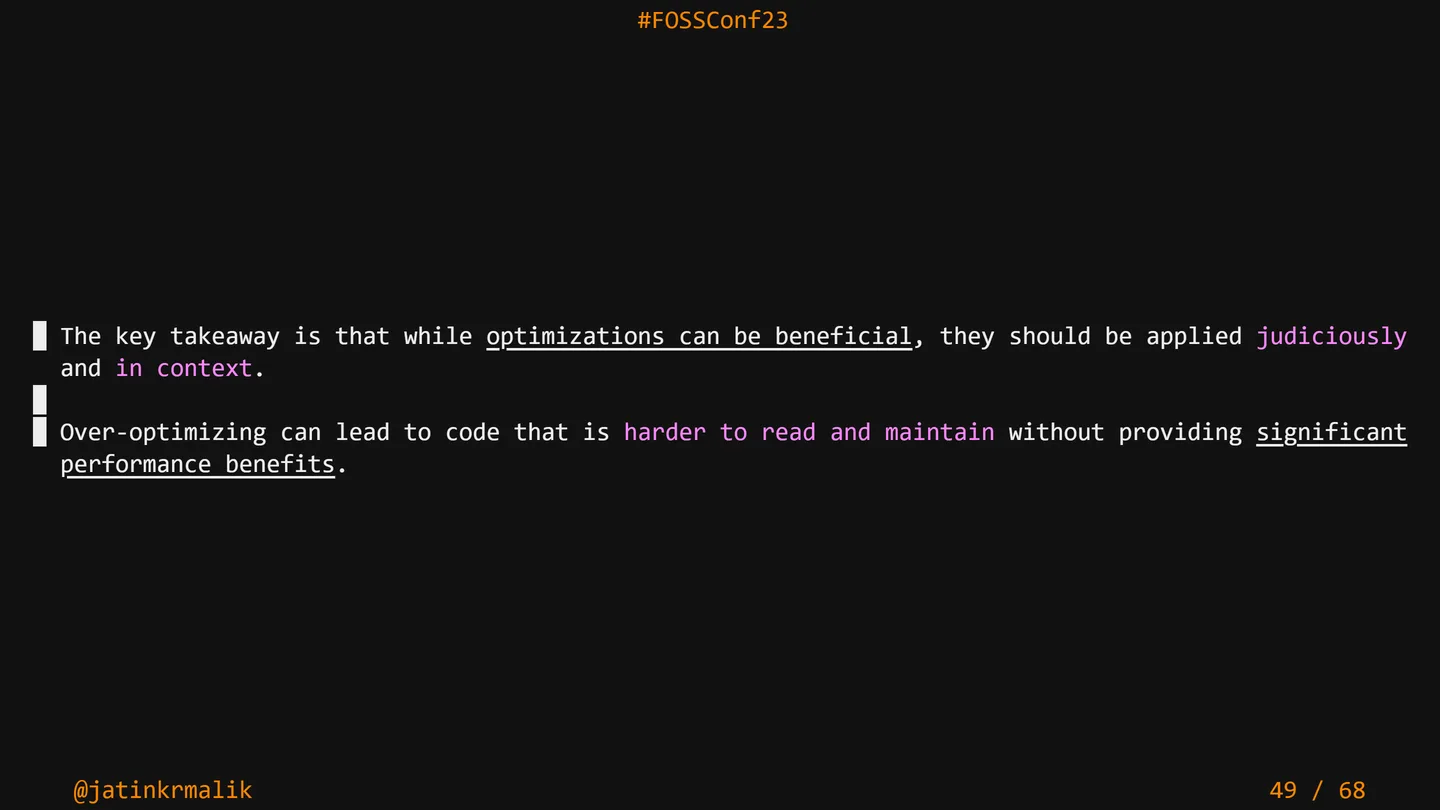 #FOSSConf23
The key takeaway is that while optimizations can be beneficial, they should be applied judiciously
and in context.
Over-optimizing can lead to code that is harder to read and maintain without providing significant
performance benefits.
@jatinkrmalik
49 / 68